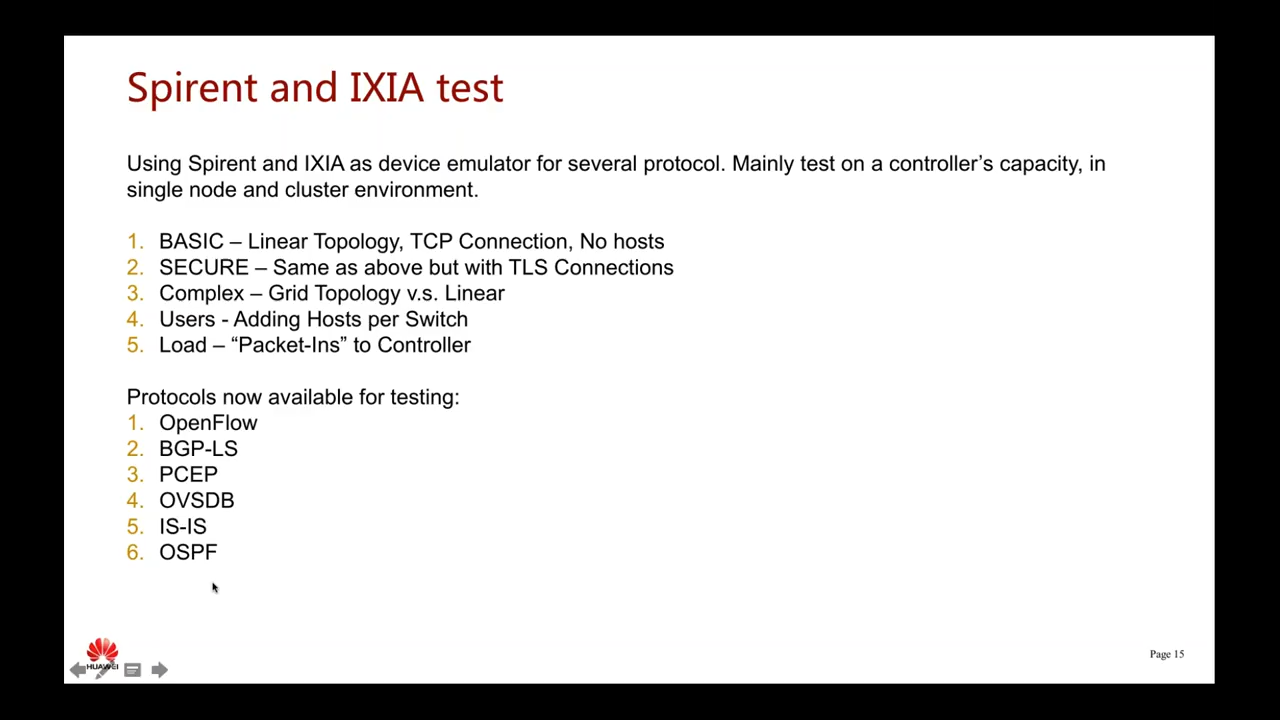 Spirent and IXIA test
Using Spirent and IXIA as device emulator for several protocol. Mainly test on a controller’s capacity, in
single node and cluster environment.
1. BASIC – Linear Topology, TCP Connection, No hosts
2. SECURE – Same as above but with TLS Connections
3. Complex – Grid Topology v.s. Linear
4. Users - Adding Hosts per Switch
5. Load – “Packet-Ins” to Controller
Protocols now available for testing:
1. OpenFlow
2. BGP-LS
3. PCEP
4. OVSDB
5. IS-IS
6. OSPF
HUAWEI
Page 15